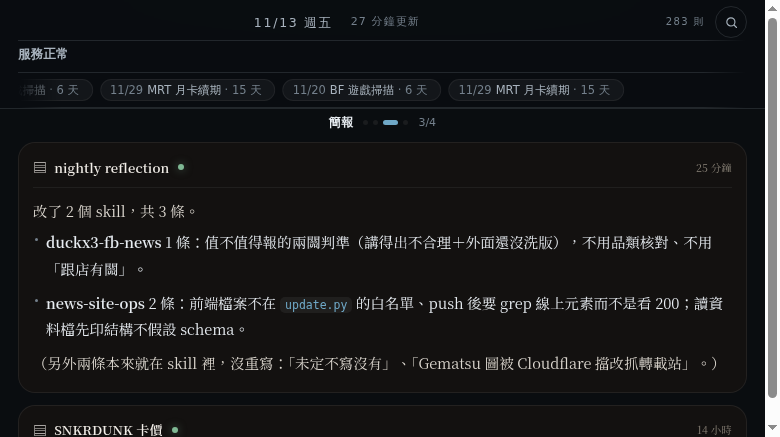 11/13 週五 27 分鐘更新 283 則
服務正常
掃描 · 6 天 11/29 MRT 月卡續期 · 15 天 11/20 BF 遊戲掃描 · 6 天 11/29 MRT 月卡續期 · 15 天
簡報 3/4
nightly reflection 25 分鐘
改了 2 個 skill，共 3 條。
duckx3-fb-news 1 條：值不值得報的兩關判準（講得出不合理＋外面還沒洗版），不用品類核對、不用
「跟店有關」。
news-site-ops 2 條：前端檔案不在 update.py 的白名單、push 後要 grep 線上元素而不是看 200；讀資
料檔先印結構不假設 schema。
（另外兩條本來就在 skill 裡，沒重寫：「未定不寫沒有」、「Gematsu 圖被 Cloudflare 擋改抓轉載站」。）
SNKRDUNK 卡價 14 小時